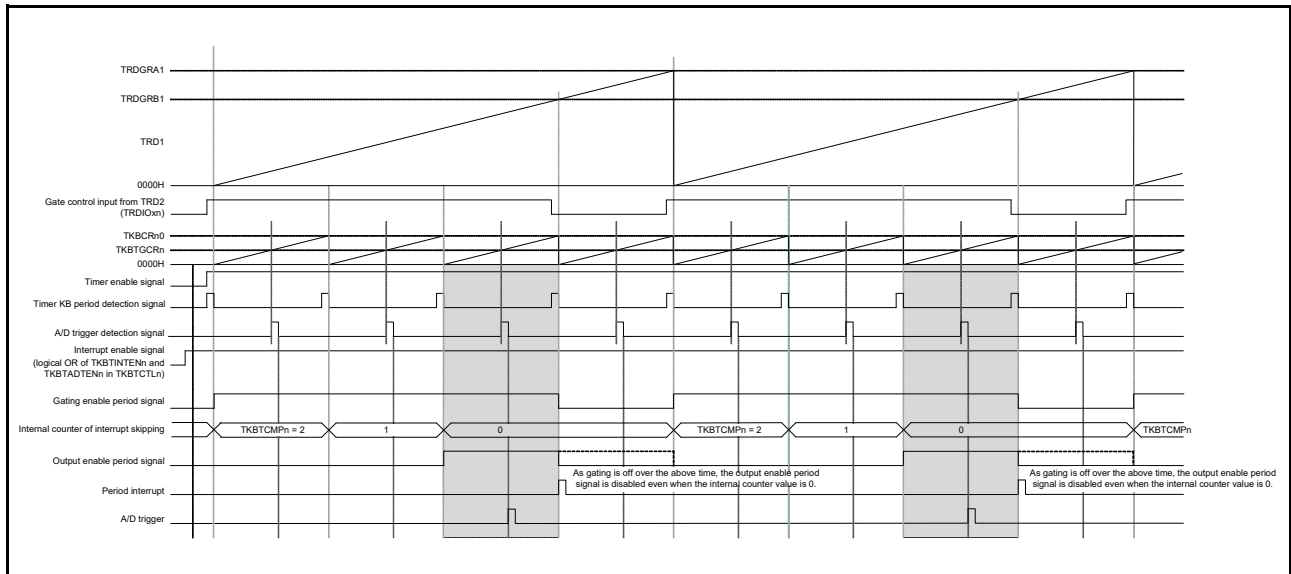 TRDGRA1
TRDGRB1
TRD1
0000H
Gate control input from TRD2
(TRDIOxn)
TKBCRn0
TKBTGCRn
0000H
Timer enable signal
Timer KB period detection signal
A/D trigger detection signal
Interrupt enable signal
(logical OR of TKBTINTENn and
TKBTADTENn in TKBTCTLn)
Gating enable period signal
Internal counter of interrupt skipping
TKBTCMPn = 2
1
0
TKBTCMPn = 2
1
0
TKBTCMPn
Output enable period signal
As gating is off over the above time, the output enable period
signal is disabled even when the internal counter value is 0.
As gating is off over the above time, the output enable period
signal is disabled even when the internal counter value is 0.
Period interrupt
A/D trigger